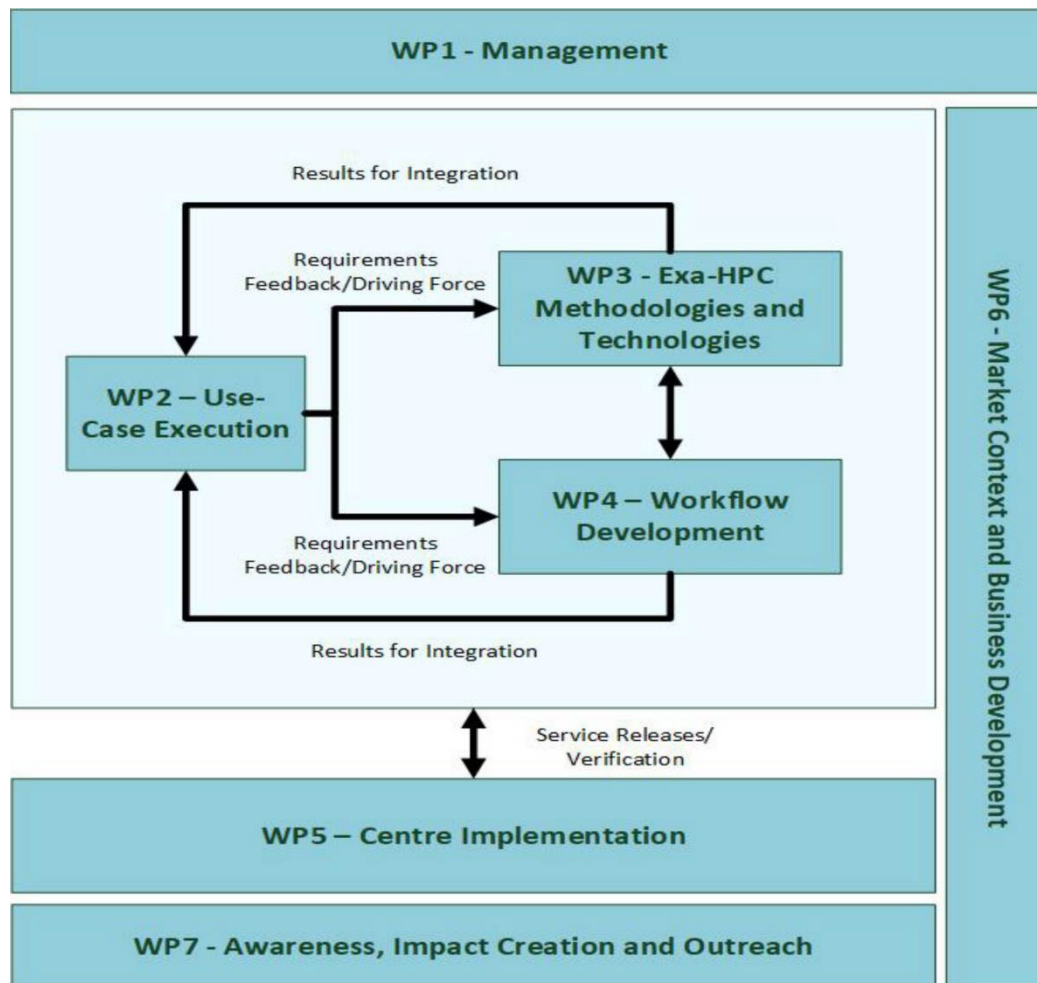 WP1 - Management
Results for Integration
Requirements
Feedback/Driving Force
WP3 - Exa-HPC
Methodologies and
Technologies
WP2 – Use-
Case Execution
WP4 – Workflow
Development
Requirements
Feedback/Driving Force
Results for Integration
WP6 - Market Context and Business Development
Service Releases/
Verification
WP5 – Centre Implementation
WP7 - Awareness, Impact Creation and Outreach